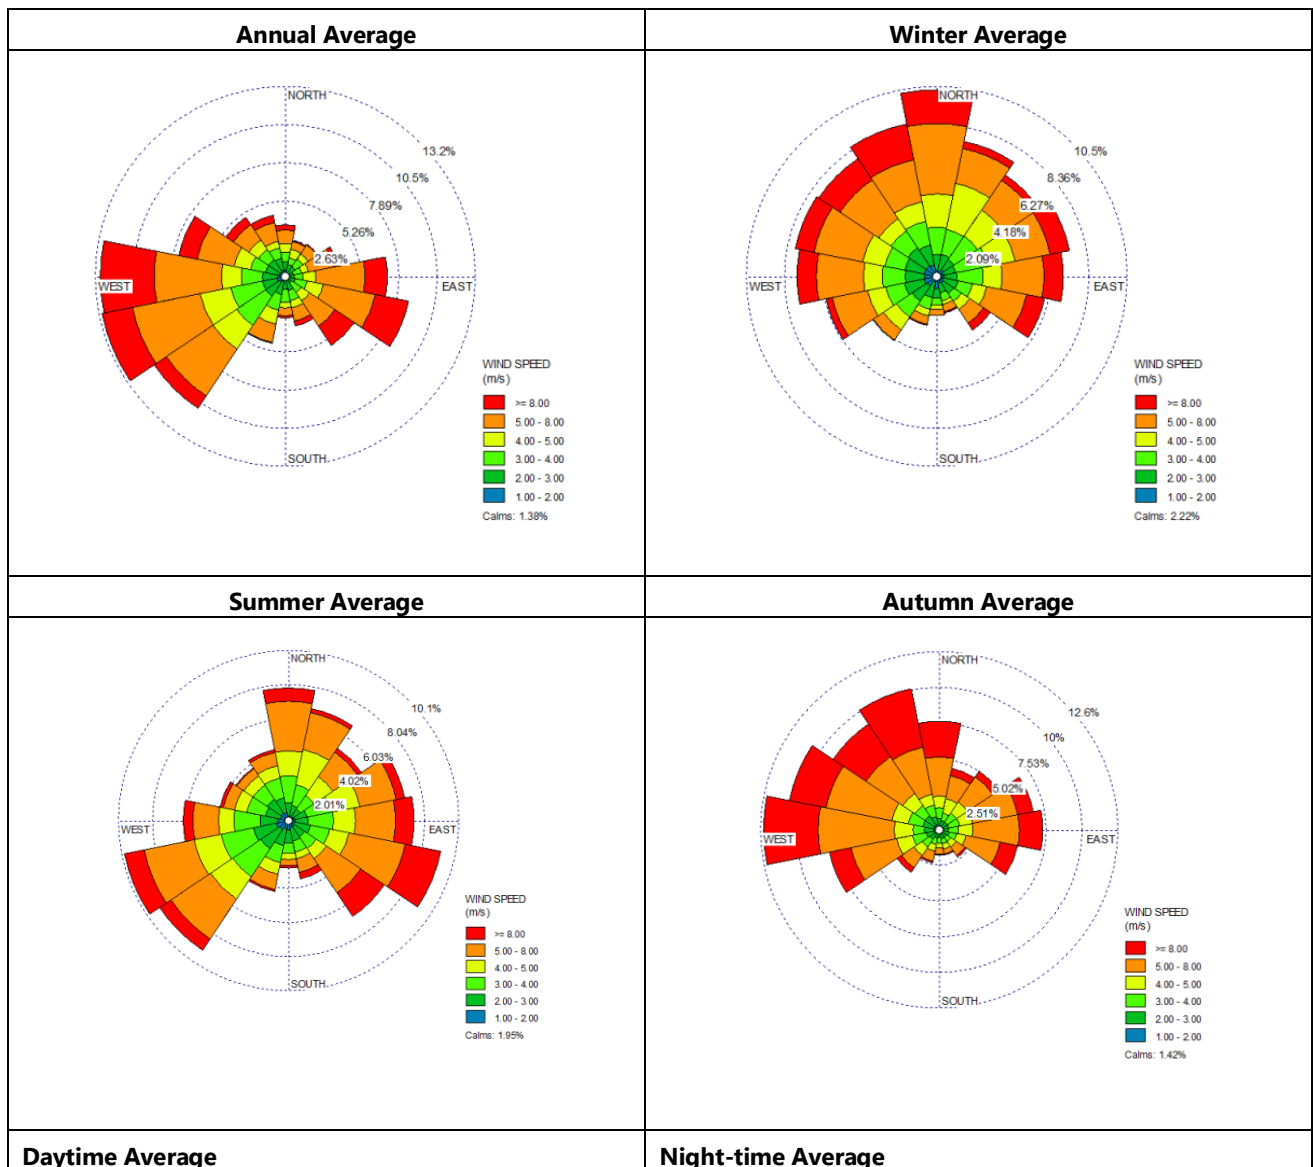 Annual Average
NORTH
13.2%
10.5%
7.89%
5.26%
2.63%
WEST
EAST
SOUTH
WIND SPEED
(m/s)
>= 8.00
5.00 - 8.00
4.00 - 5.00
3.00 - 4.00
2.00 - 3.00
1.00 - 2.00
Calms: 1.38%
Winter Average
NORTH
10.5%
8.36%
6.27%
4.18%
2.09%
WEST
EAST
SOUTH
WIND SPEED
(m/s)
>= 8.00
5.00 - 8.00
4.00 - 5.00
3.00 - 4.00
2.00 - 3.00
1.00 - 2.00
Calms: 2.22%
Summer Average
NORTH
10.1%
8.04%
6.03%
4.02%
2.01%
WEST
EAST
SOUTH
WIND SPEED
(m/s)
>= 8.00
5.00 - 8.00
4.00 - 5.00
3.00 - 4.00
2.00 - 3.00
1.00 - 2.00
Calms: 1.95%
Autumn Average
NORTH
12.6%
10%
7.53%
5.02%
2.51%
WEST
EAST
SOUTH
WIND SPEED
(m/s)
>= 8.00
5.00 - 8.00
4.00 - 5.00
3.00 - 4.00
2.00 - 3.00
1.00 - 2.00
Calms: 1.42%
Daytime Average
Night-time Average